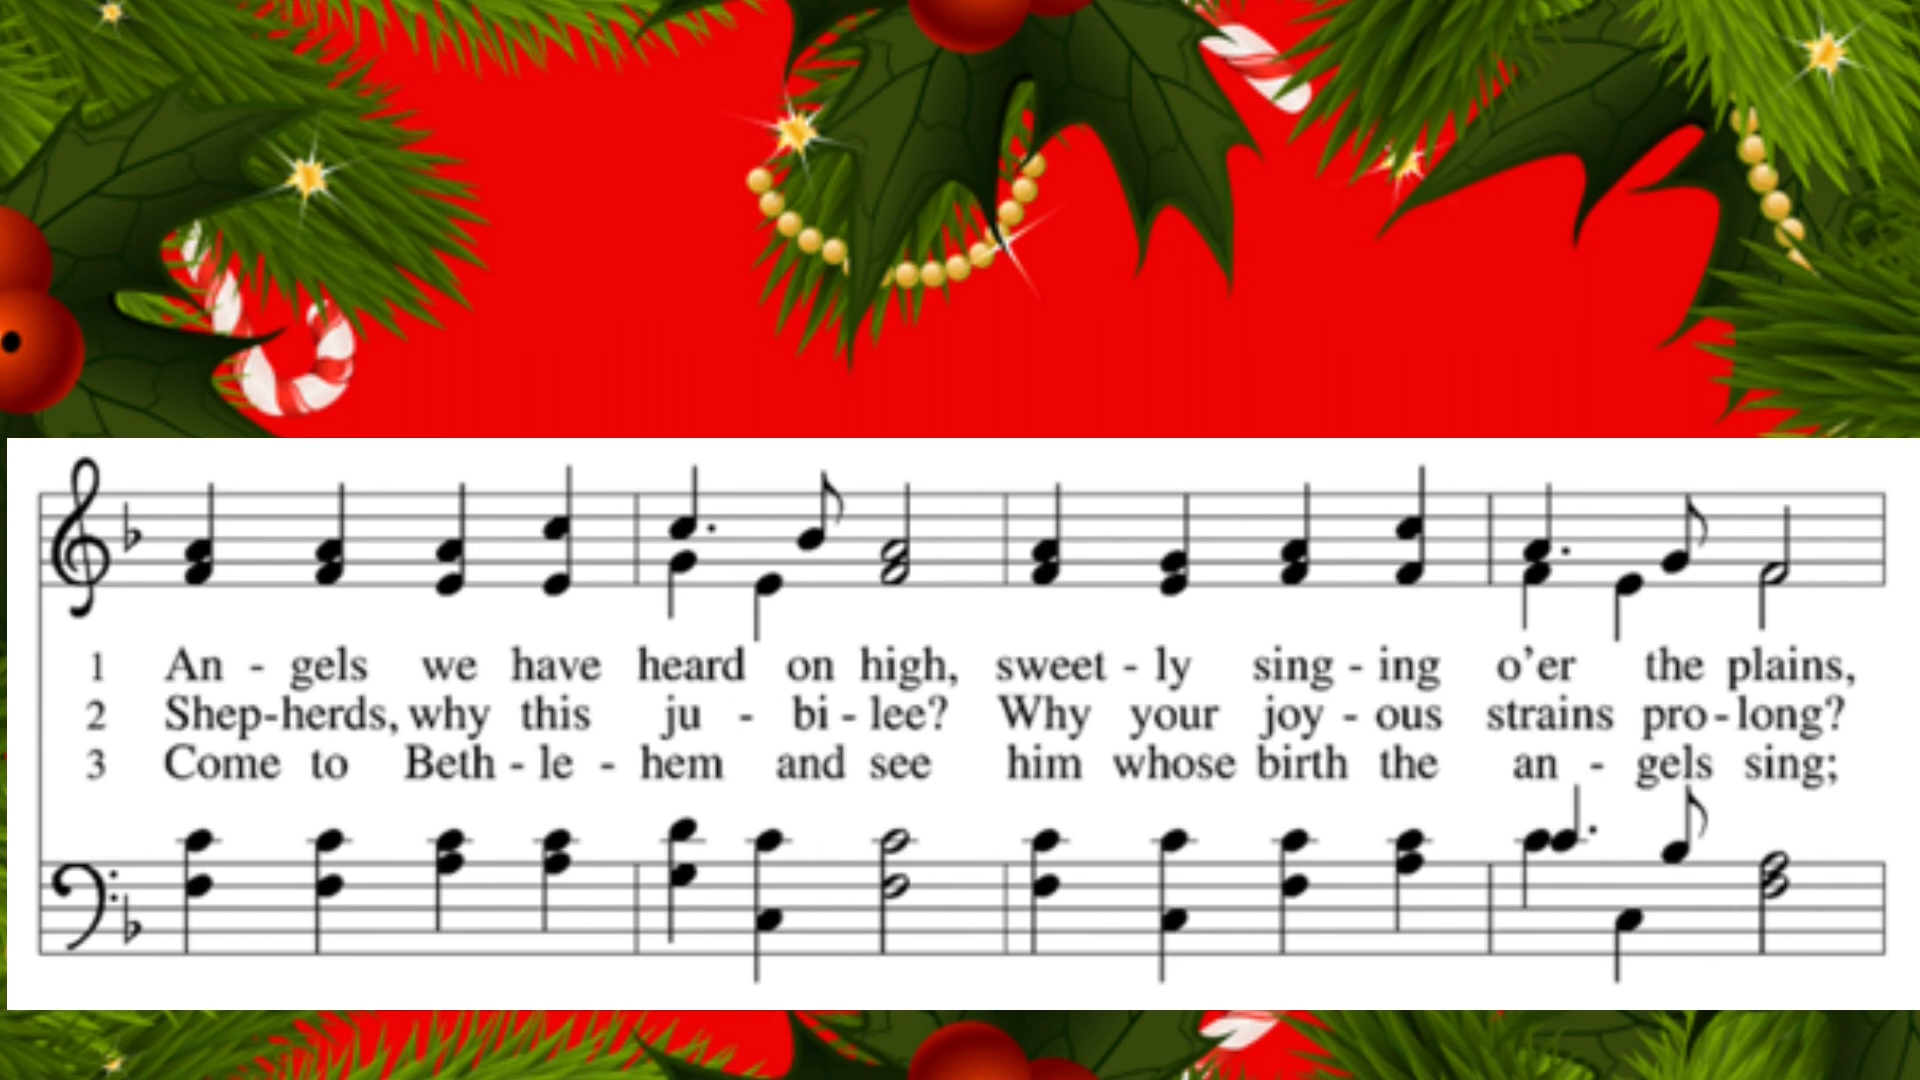 1 An - gels we have heard on high, sweet - ly sing - ing o’er the plains,
2 Shep-herds, why this ju - bi - lee? Why your joy - ous strains pro - long?
3 Come to Beth - le - hem and see him whose birth the an - gels sing;